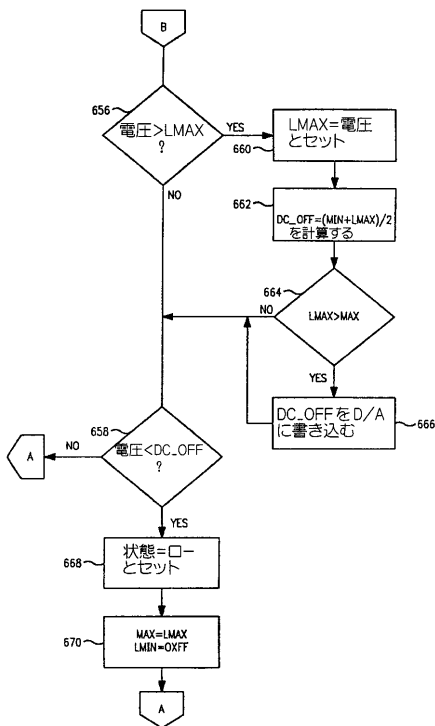 B
656
電圧>LMAX
?
YES
NO
LMAX=電圧
とセット
660
662
DC_OFF=(MIN+LMAX)/2
を計算する
664
LMAX>MAX
NO
YES
DC_OFFをD/A
に書き込む
666
658
電圧<DC_OFF
?
NO
A
YES
668
状態=ロー
とセット
670
MAX=LMAX
LMIN=0XFF
A